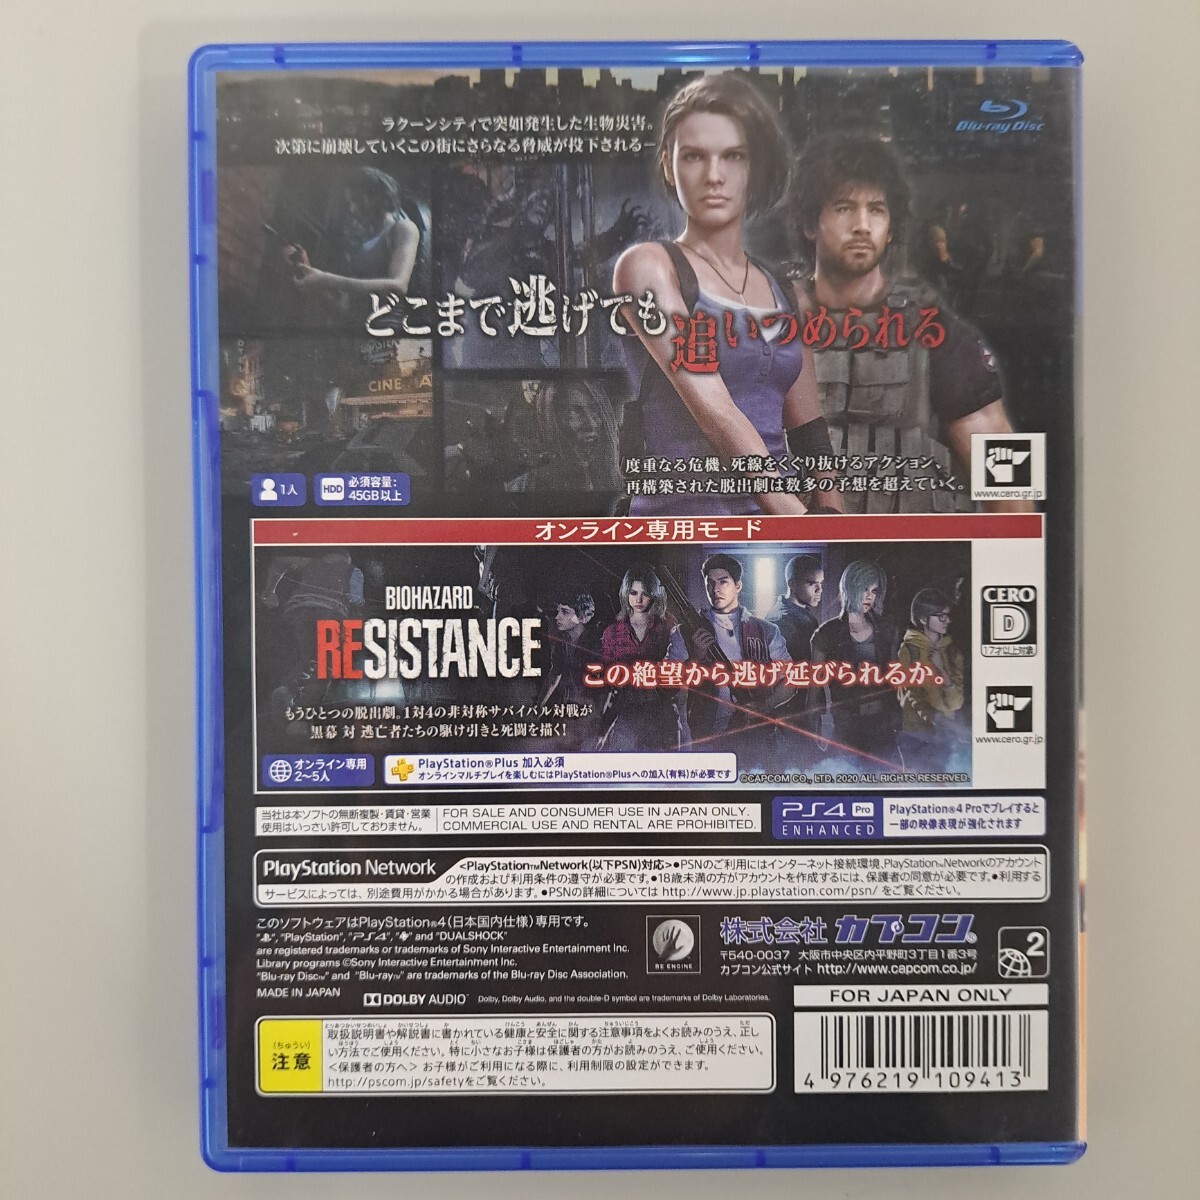 ラクーンシティで突如発生した生物災害。
次第に崩壊していくこの街にさらなる脅威が投下される―
Blu-ray Disc
どこまで逃げても
追いつめられる
CINEMA
度重なる危機、死線をくぐり抜けるアクション、
再構築された脱出劇は数多の予想を超えていく。
www.cero.gr.jp
1人
HDD 必須容量:
45GB以上
オンライン専用モード
BIOHAZARD™
RESISTANCE
この絶望から逃げ延びられるか。
もうひとつの脱出劇。1対4の非対称サバイバル対戦が
黒幕 対 逃亡者たちの駆け引きと死闘を描く!
CERO
D
17才以上対象
www.cero.gr.jp
オンライン専用
2～5人
PlayStation®Plus 加入必須
オンラインマルチプレイを楽しむにはPlayStation®Plusへの加入(有料)が必要です
©CAPCOM CO., LTD. 2020 ALL RIGHTS RESERVED.
当社は本ソフトの無断複製・賃貸・営業
使用はいっさい許可しておりません。
FOR SALE AND CONSUMER USE IN JAPAN ONLY.
COMMERCIAL USE AND RENTAL ARE PROHIBITED.
PS4 Pro
ENHANCED
PlayStation®4 Proでプレイすると
一部の映像表現が強化されます
PlayStation Network
<PlayStation™Network(以下PSN)対応>●PSNのご利用にはインターネット接続環境、PlayStation™Networkのアカウント
の作成および利用条件の遵守が必要です。●18歳未満の方がアカウントを作成するには、保護者の同意が必要です。●利用する
サービスによっては、別途費用がかかる場合があります。●PSNの詳細については http://www.jp.playstation.com/psn/ をご覧ください。
このソフトウェアはPlayStation®4(日本国内仕様)専用です。
"PlayStation", "PS4", and "DUALSHOCK"
are registered trademarks or trademarks of Sony Interactive Entertainment Inc.
Library programs ©Sony Interactive Entertainment Inc.
"Blu-ray Disc™" and "Blu-ray™" are trademarks of the Blu-ray Disc Association.
MADE IN JAPAN
DOLBY AUDIO™
Dolby, Dolby Audio, and the double-D symbol are trademarks of Dolby Laboratories.
RE ENGINE
株式会社 カプコン®
〒540-0037 大阪市中央区内平野町3丁目1番3号
カプコン公式サイト http://www.capcom.co.jp/
2
FOR JAPAN ONLY
(ちゅうい)
注意
取扱説明書や解説書に書かれている健康と安全に関する注意事項をよくお読みのうえ、正し
い方法でご使用ください。特に小さなお子様は保護者の方がお読みのうえ、ご使用ください。
<保護者の方へ> お子様がご利用になる際に、利用制限の設定ができます。
http://pscom.jp/safetyをご覧ください。
4 976219 109413